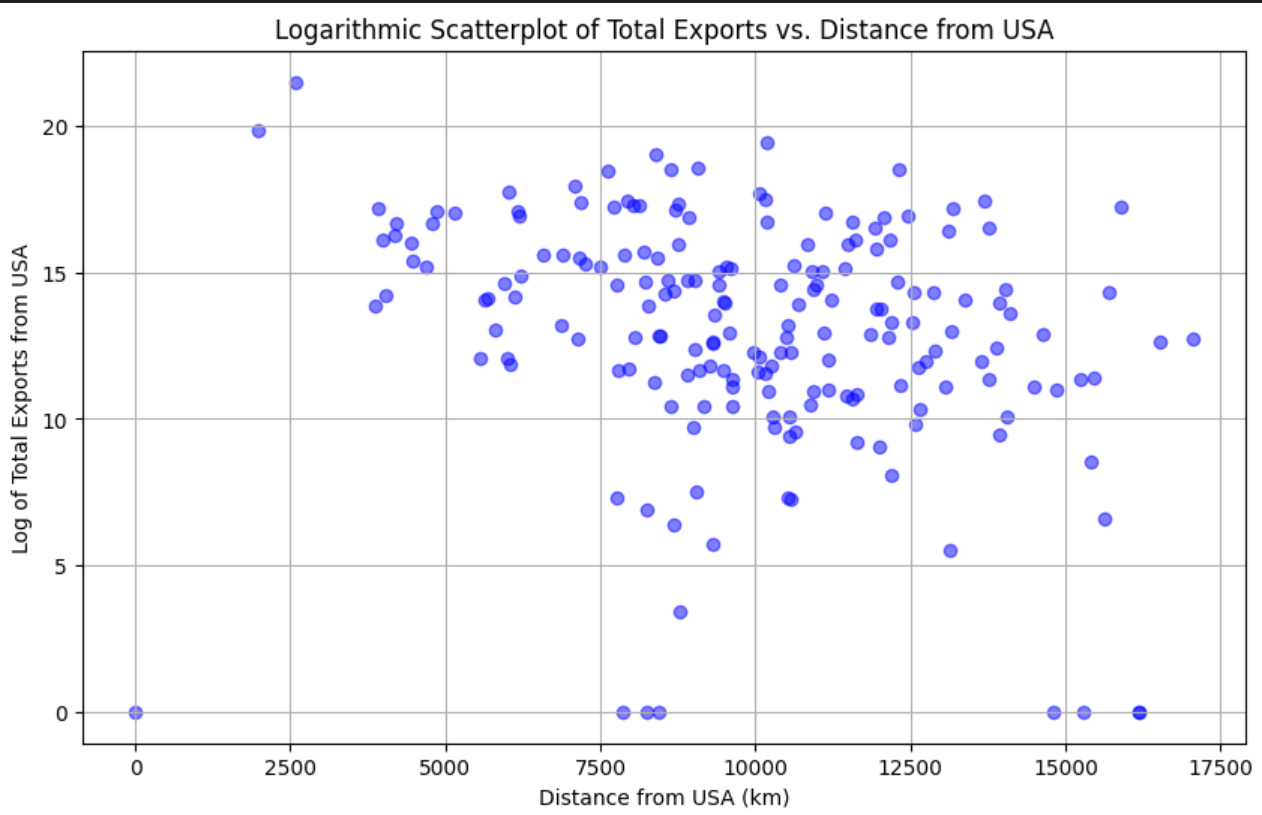 Logarithmic Scatterplot of Total Exports vs. Distance from USA
Log of Total Exports from USA
20
15
10
5
0
0 2500 5000 7500 10000 12500 15000 17500
Distance from USA (km)